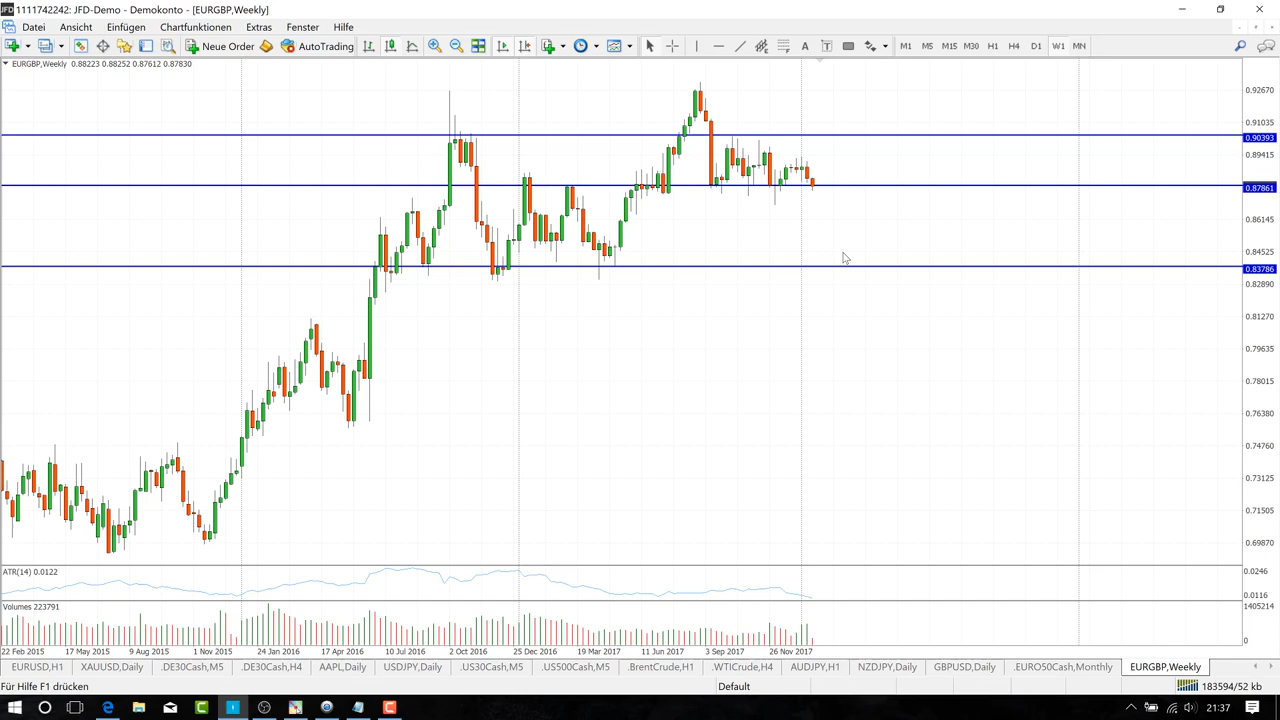 JFD 1111742242: JFD-Demo - Demokonto - [EURGBP,Weekly]
Datei Ansicht Einfügen Chartfunktionen Extras Fenster Hilfe
Neue Order AutoTrading A T M1 M5 M15 M30 H1 H4 D1 W1 MN
EURGBP,Weekly 0.88223 0.88252 0.87612 0.87830
0.92670
0.91035
0.90393
0.89415
0.87861
0.86145
0.84525
0.83786
0.82890
0.81270
0.79635
0.78015
0.76380
0.74760
0.73125
0.71505
0.69870
ATR(14) 0.0122
0.0246
0.0116
Volumes 223791
1405214
0
22 Feb 2015 17 May 2015 9 Aug 2015 1 Nov 2015 24 Jan 2016 17 Apr 2016 10 Jul 2016 2 Oct 2016 25 Dec 2016 19 Mar 2017 11 Jun 2017 3 Sep 2017 26 Nov 2017
EURUSD,H1 XAUUSD,Daily .DE30Cash,M5 .DE30Cash,H4 AAPL,Daily USDJPY,Daily .US30Cash,M5 .US500Cash,M5 .BrentCrude,H1 .WTICrude,H4 AUDJPY,H1 NZDJPY,Daily GBPUSD,Daily .EURO50Cash,Monthly EURGBP,Weekly
Für Hilfe F1 drücken Default 183594/52 kb
21:37